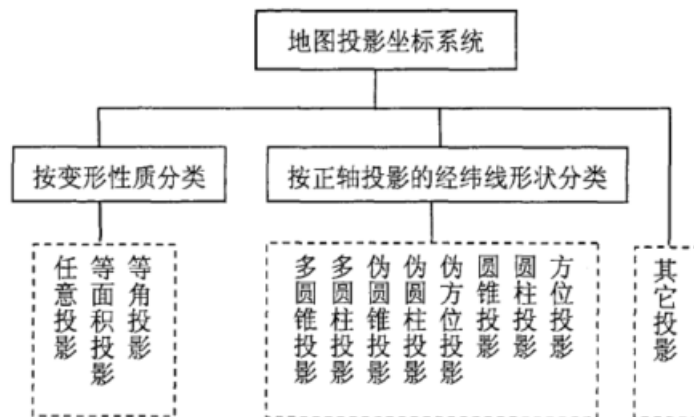 地图投影坐标系统
按变形性质分类
按正轴投影的经纬线形状分类
任意投影
等面积投影
等角投影
多圆锥投影
多圆柱投影
伪圆锥投影
伪圆柱投影
伪方位投影
圆锥投影
圆柱投影
方位投影
其它投影